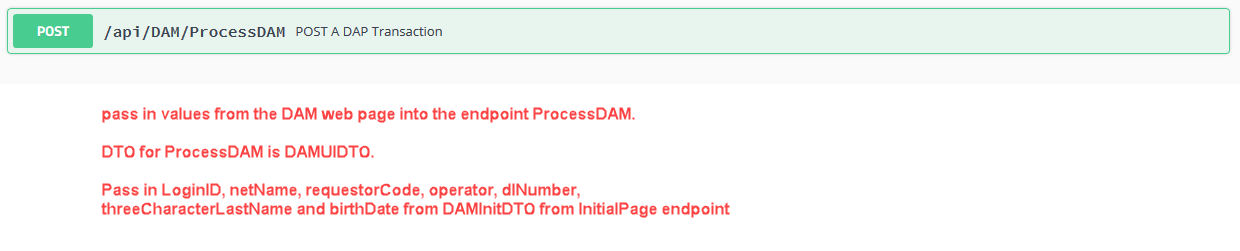 POST /api/DAM/ProcessDAM POST A DAP Transaction
pass in values from the DAM web page into the endpoint ProcessDAM.
DTO for ProcessDAM is DAMUIDTO.
Pass in LoginID, netName, requestorCode, operator, dlNumber,
threeCharacterLastName and birthDate from DAMInitDTO from InitialPage endpoint